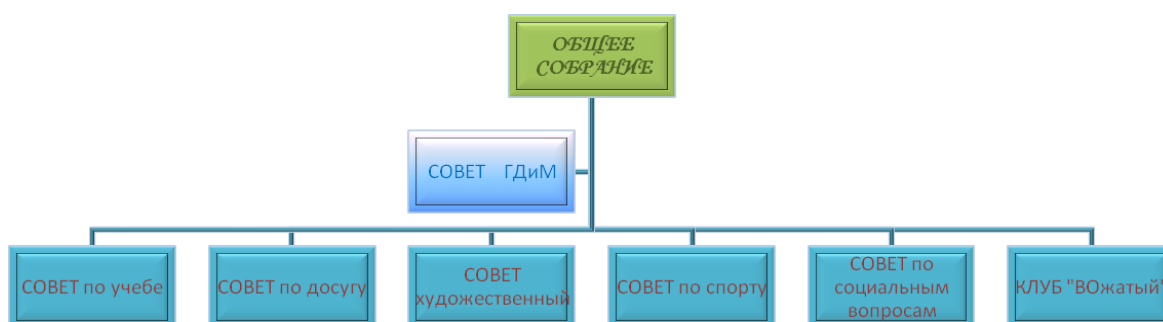 ОБЩЕЕ
СОБРАНИЕ
СОВЕТ ГДиМ
СОВЕТ по учебе
СОВЕТ по досугу
СОВЕТ
художественный
СОВЕТ по спорту
СОВЕТ по
социальным
вопросам
КЛУБ "ВОжатый"